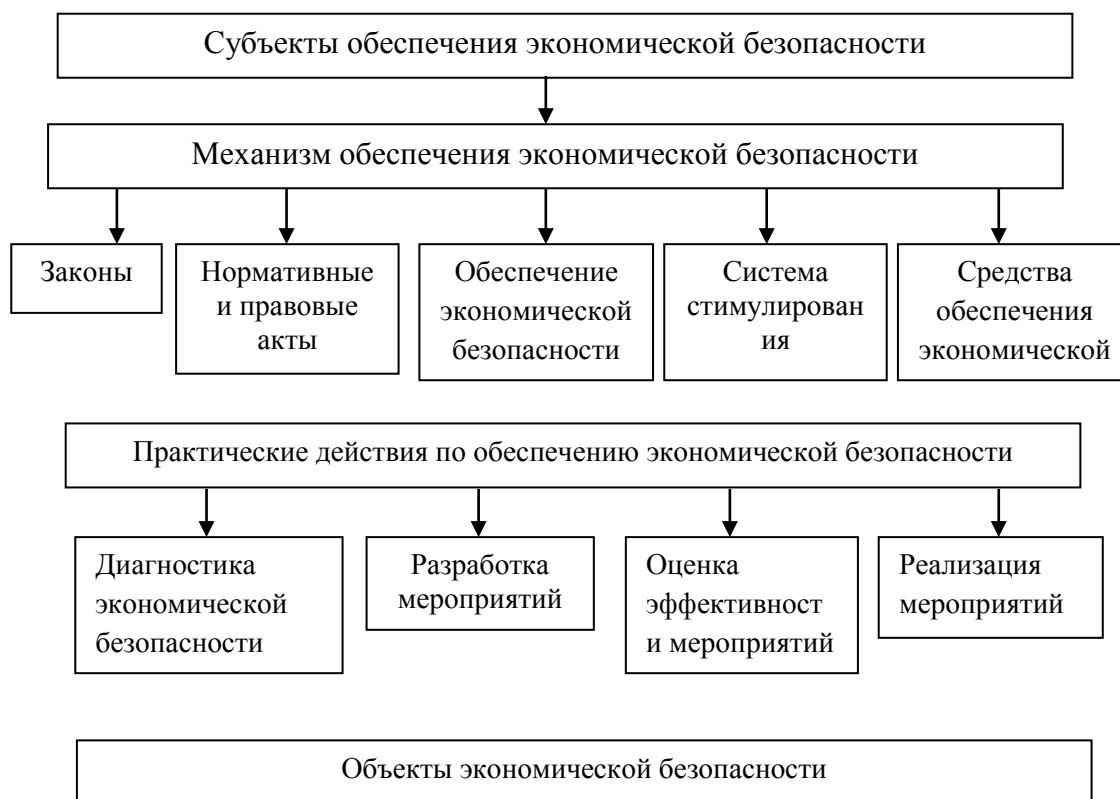 Субъекты обеспечения экономической безопасности
Механизм обеспечения экономической безопасности
Законы
Нормативные
и правовые
акты
Обеспечение
экономической
безопасности
Система
стимулирован
ия
Средства
обеспечения
экономической
Практические действия по обеспечению экономической безопасности
Диагностика
экономической
безопасности
Разработка
мероприятий
Оценка
эффективност
и мероприятий
Реализация
мероприятий
Объекты экономической безопасности